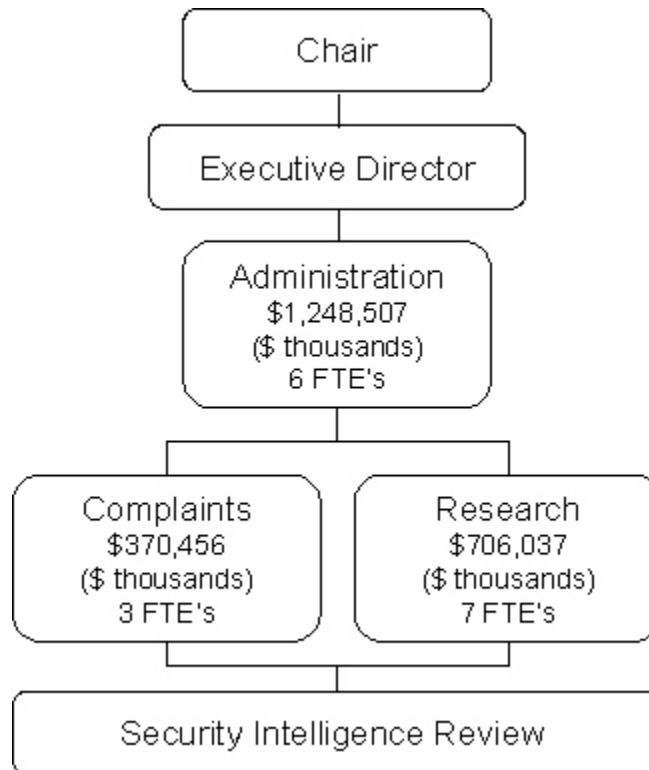 Chair
Executive Director
Administration
$1,248,507
($ thousands)
6 FTE's
Complaints
$370,456
($ thousands)
3 FTE's
Research
$706,037
($ thousands)
7 FTE's
Security Intelligence Review